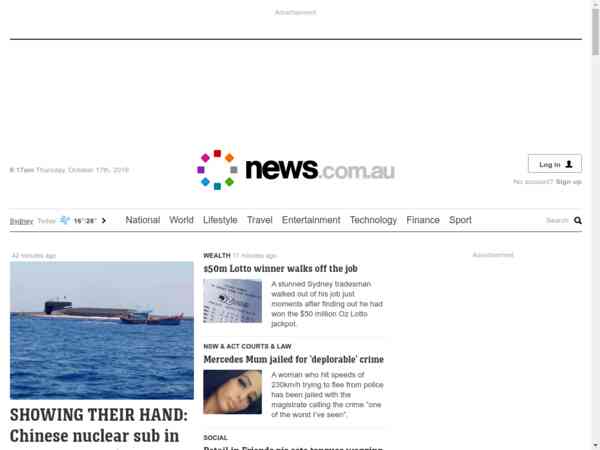 Advertisement
6:17am Thursday, October 17th, 2019
news.com.au
Log in
No account? Sign up
Sydney Today 16°/26°
National World Lifestyle Travel Entertainment Technology Finance Sport
Search
42 minutes ago
SHOWING THEIR HAND:
Chinese nuclear sub in
WEALTH 17 minutes ago
$50m Lotto winner walks off the job
A stunned Sydney tradesman
walked out of his job just
moments after finding out he had
won the $50 million Oz Lotto
jackpot.
NSW & ACT COURTS & LAW
Mercedes Mum jailed for 'deplorable' crime
A woman who hit speeds of
230km/h trying to flee from police
has been jailed with the
magistrate calling the crime "one
of the worst I've seen".
SOCIAL
Advertisement